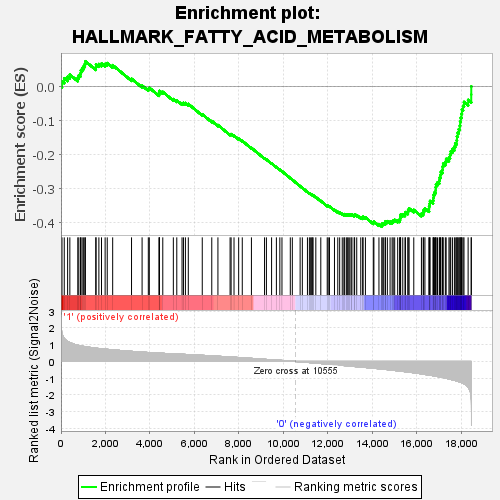 Enrichment plot:
HALLMARK_FATTY_ACID_METABOLISM
Enrichment score (ES)
0.0
-0.1
-0.2
-0.3
-0.4
'1' (positively correlated)
Ranked list metric (Signal2Noise)
3
2
1
0
-1
-2
-3
-4
Zero cross at 10555
'0' (negatively correlated)
0
2,000
4,000
6,000
8,000
10,000
12,000
14,000
16,000
18,000
Rank in Ordered Dataset
Enrichment profile
Hits
Ranking metric scores